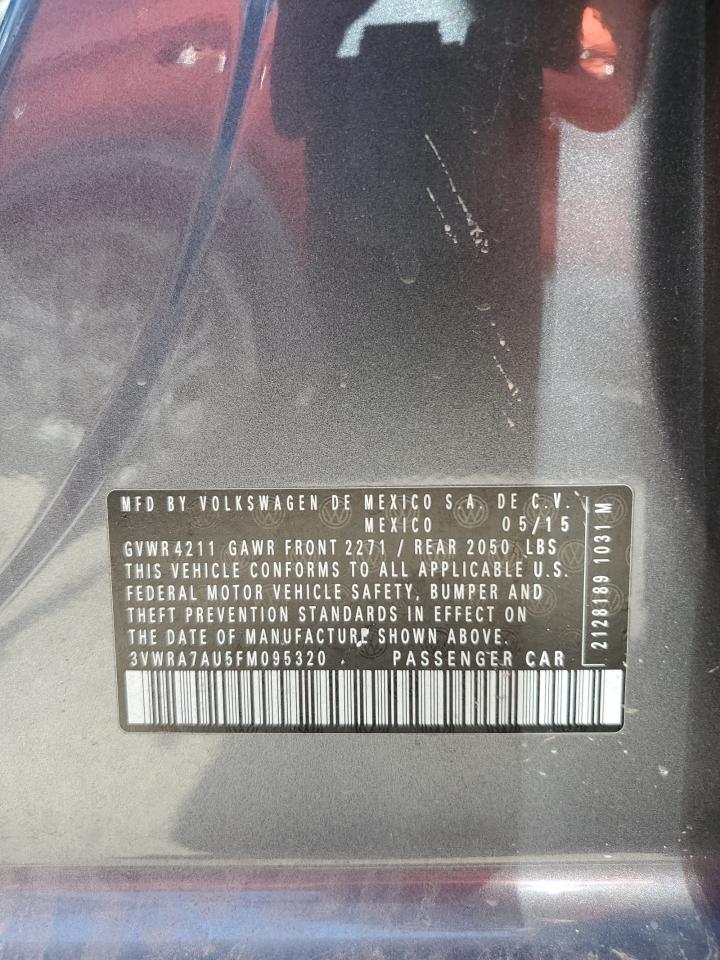 MFD BY VOLKSWAGEN DE MEXICO S.A. DE C.V.
MEXICO 05/15
GVWR 4211 GAWR FRONT 2271 / REAR 2050 LBS
THIS VEHICLE CONFORMS TO ALL APPLICABLE U.S.
FEDERAL MOTOR VEHICLE SAFETY, BUMPER AND
THEFT PREVENTION STANDARDS IN EFFECT ON
THE DATE OF MANUFACTURE SHOWN ABOVE.
3VWRA7AU5FM095320 PASSENGER CAR
2128189 1031 M